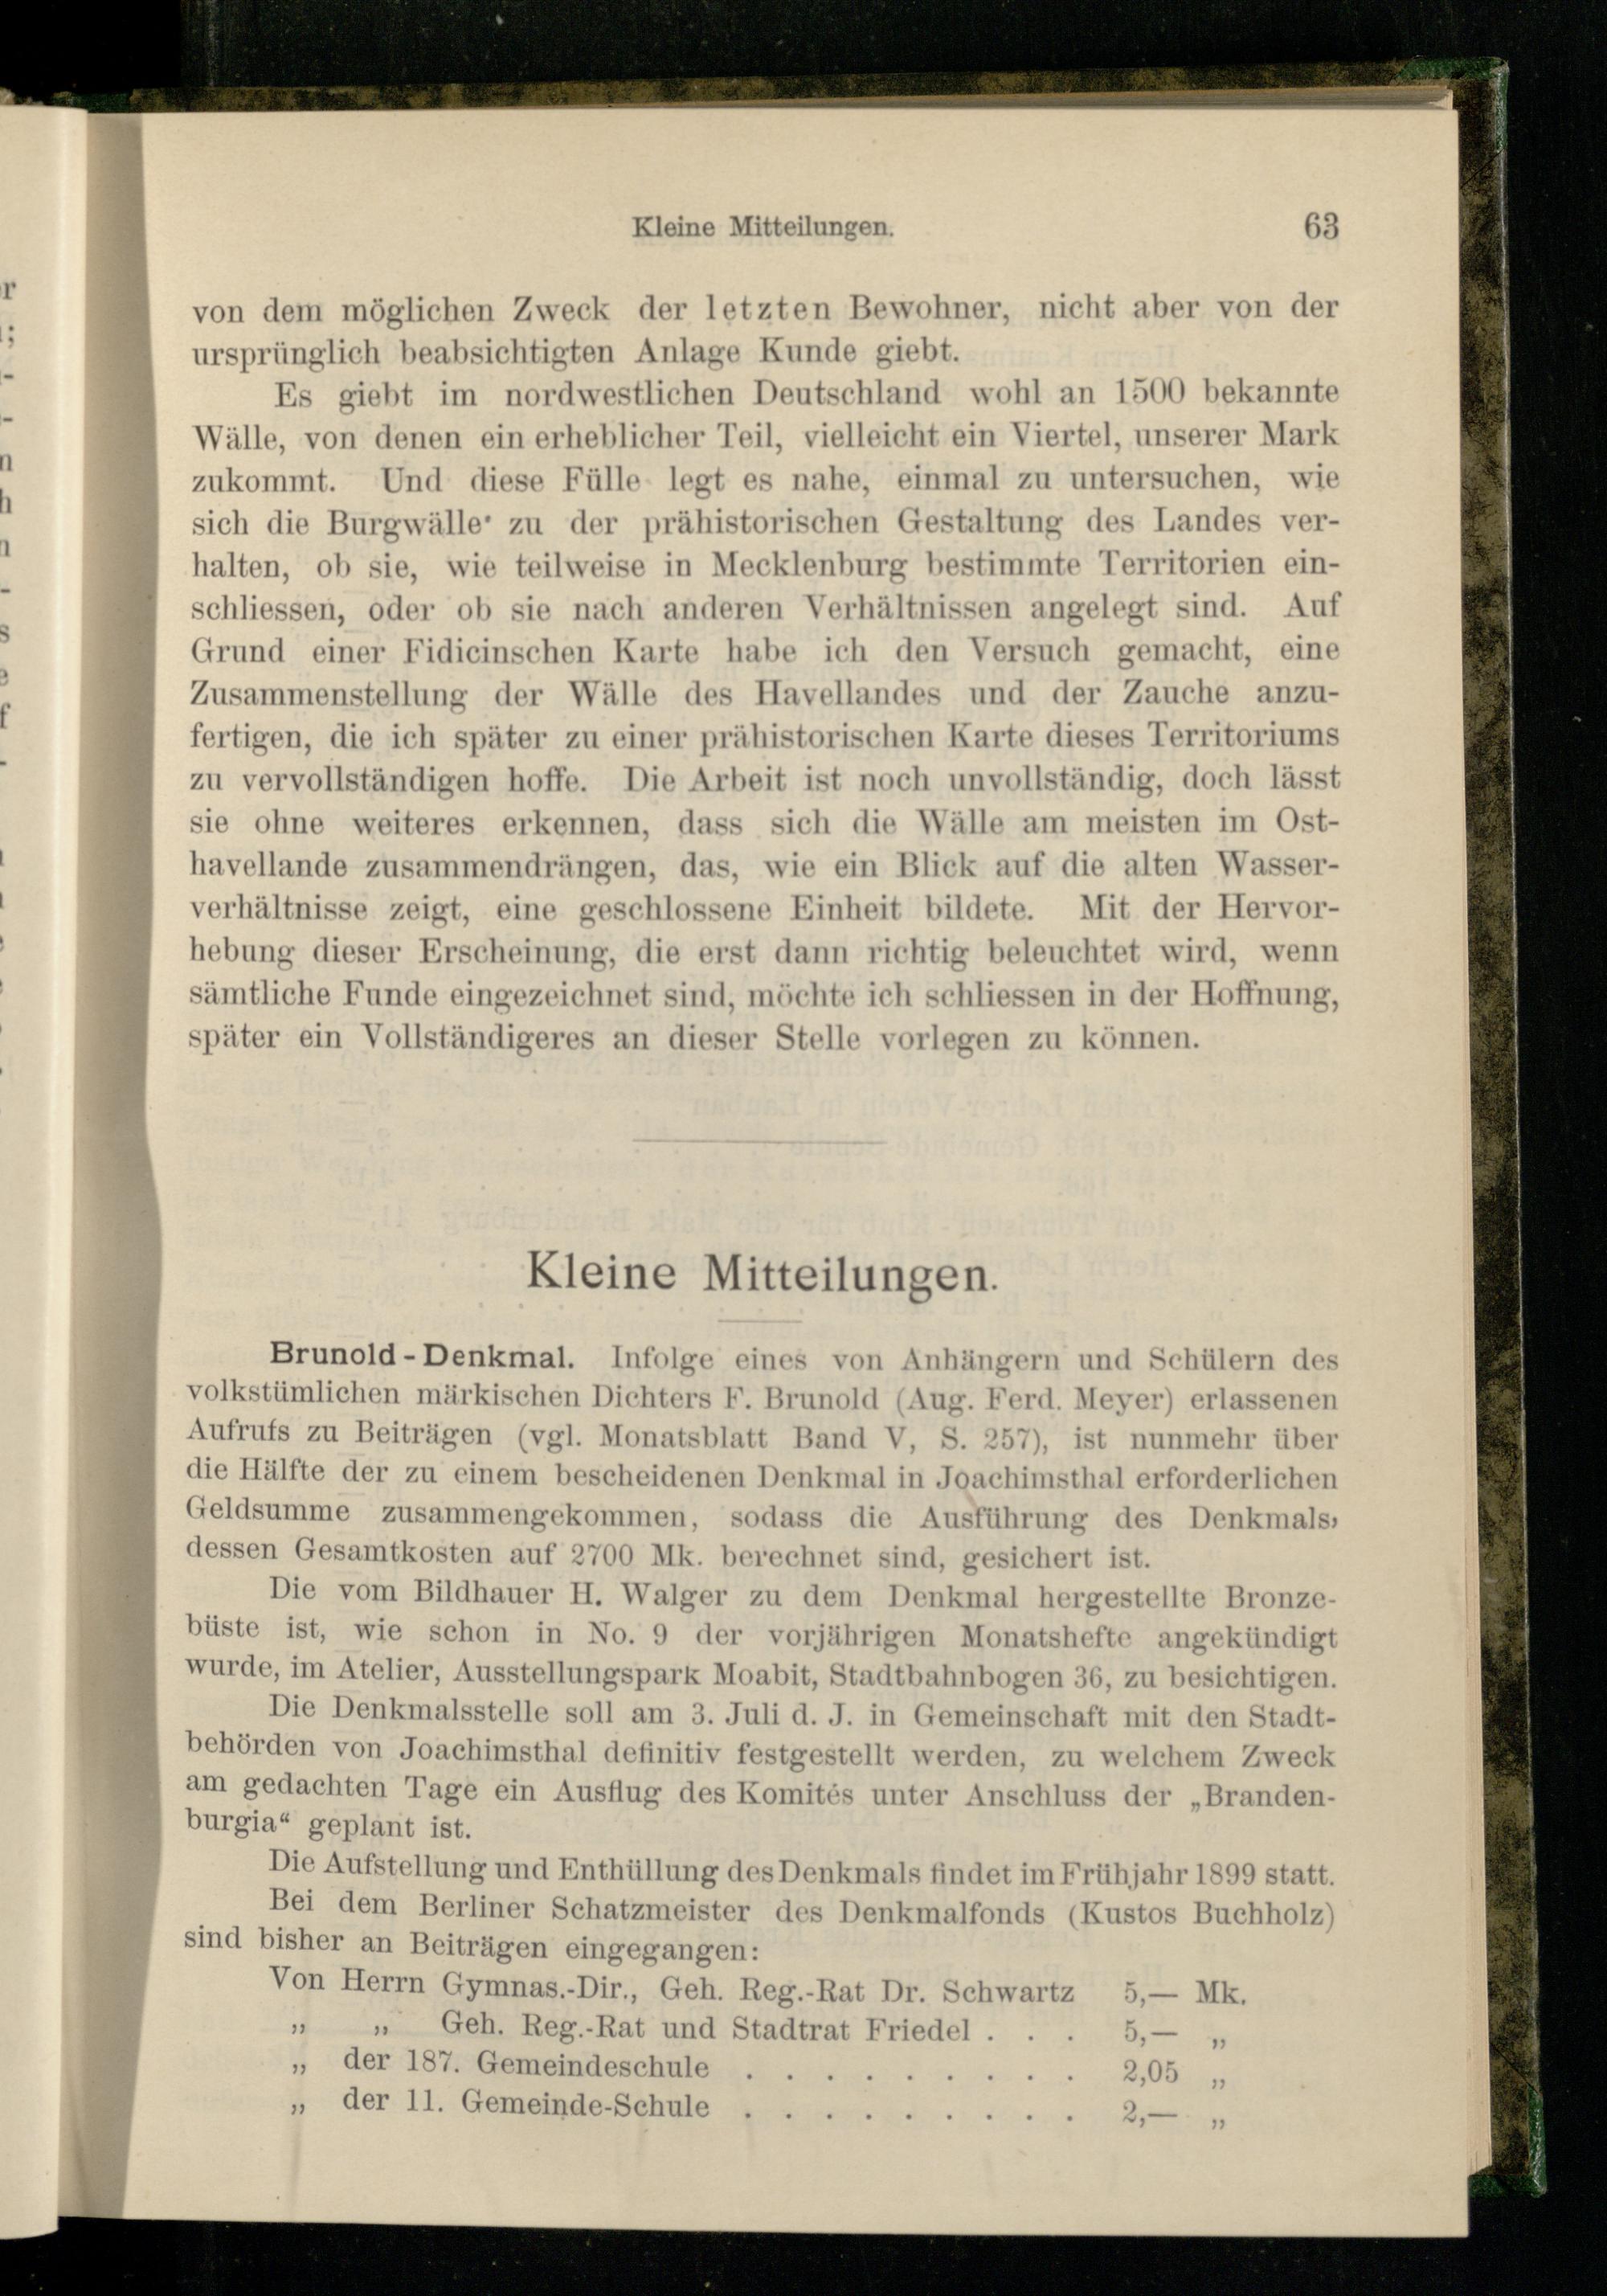 Kleine Mitteilungen. 63
von dem möglichen Zweck der letzten Bewohner, nicht aber von der
ursprünglich beabsichtigten Anlage Kunde giebt.
Es giebt im nordwestlichen Deutschland wohl an 1500 bekannte
Wälle, von denen ein erheblicher Teil, vielleicht ein Viertel, unserer Mark
zukommt. Und diese Fülle legt es nahe, einmal zu untersuchen, wie
sich die Burgwälle zu der prähistorischen Gestaltung des Landes ver-
halten, ob sie, wie teilweise in Mecklenburg bestimmte Territorien ein-
schliessen, oder ob sie nach anderen Verhältnissen angelegt sind. Auf
Grund einer Fidicinschen Karte habe ich den Versuch gemacht, eine
Zusammenstellung der Wälle des Havellandes und der Zauche anzu-
fertigen, die ich später zu einer prähistorischen Karte dieses Territoriums
zu vervollständigen hoffe. Die Arbeit ist noch unvollständig, doch lässt
sie ohne weiteres erkennen, dass sich die Wälle am meisten im Ost-
havellande zusammendrängen, das, wie ein Blick auf die alten Wasser-
verhältnisse zeigt, eine geschlossene Einheit bildete. Mit der Hervor-
hebung dieser Erscheinung, die erst dann richtig beleuchtet wird, wenn
sämtliche Funde eingezeichnet sind, möchte ich schliessen in der Hoffnung,
später ein Vollständigeres an dieser Stelle vorlegen zu können.
Kleine Mitteilungen.
Brunold-Denkmal. Infolge eines von Anhängern und Schülern des
volkstümlichen märkischen Dichters F. Brunold (Aug. Ferd. Meyer) erlassenen
Aufrufs zu Beiträgen (vgl. Monatsblatt Band V, S. 257), ist nunmehr über
die Hälfte der zu einem bescheidenen Denkmal in Joachimsthal erforderlichen
Geldsumme zusammengekommen, sodass die Ausführung des Denkmals,
dessen Gesamtkosten auf 2700 Mk. berechnet sind, gesichert ist.
Die vom Bildhauer H. Walger zu dem Denkmal hergestellte Bronze-
büste ist, wie schon in No. 9 der vorjährigen Monatshefte angekündigt
wurde, im Atelier, Ausstellungspark Moabit, Stadtbahnbogen 36, zu besichtigen.
Die Denkmalsstelle soll am 3. Juli d. J. in Gemeinschaft mit den Stadt-
behörden von Joachimsthal definitiv festgestellt werden, zu welchem Zweck
am gedachten Tage ein Ausflug des Komités unter Anschluss der „Branden-
burgia“ geplant ist.
Die Aufstellung und Enthüllung des Denkmals findet im Frühjahr 1899 statt.
Bei dem Berliner Schatzmeister des Denkmalfonds (Kustos Buchholz)
sind bisher an Beiträgen eingegangen:
Von Herrn Gymnas.-Dir., Geh. Reg.-Rat Dr. Schwartz 5,— Mk.
„ „ Geh. Reg.-Rat und Stadtrat Friedel . . . 5,— „
„ der 187. Gemeindeschule . . . . . . . . . 2,05 „
„ der 11. Gemeinde-Schule . . . . . . . . . 2,— „